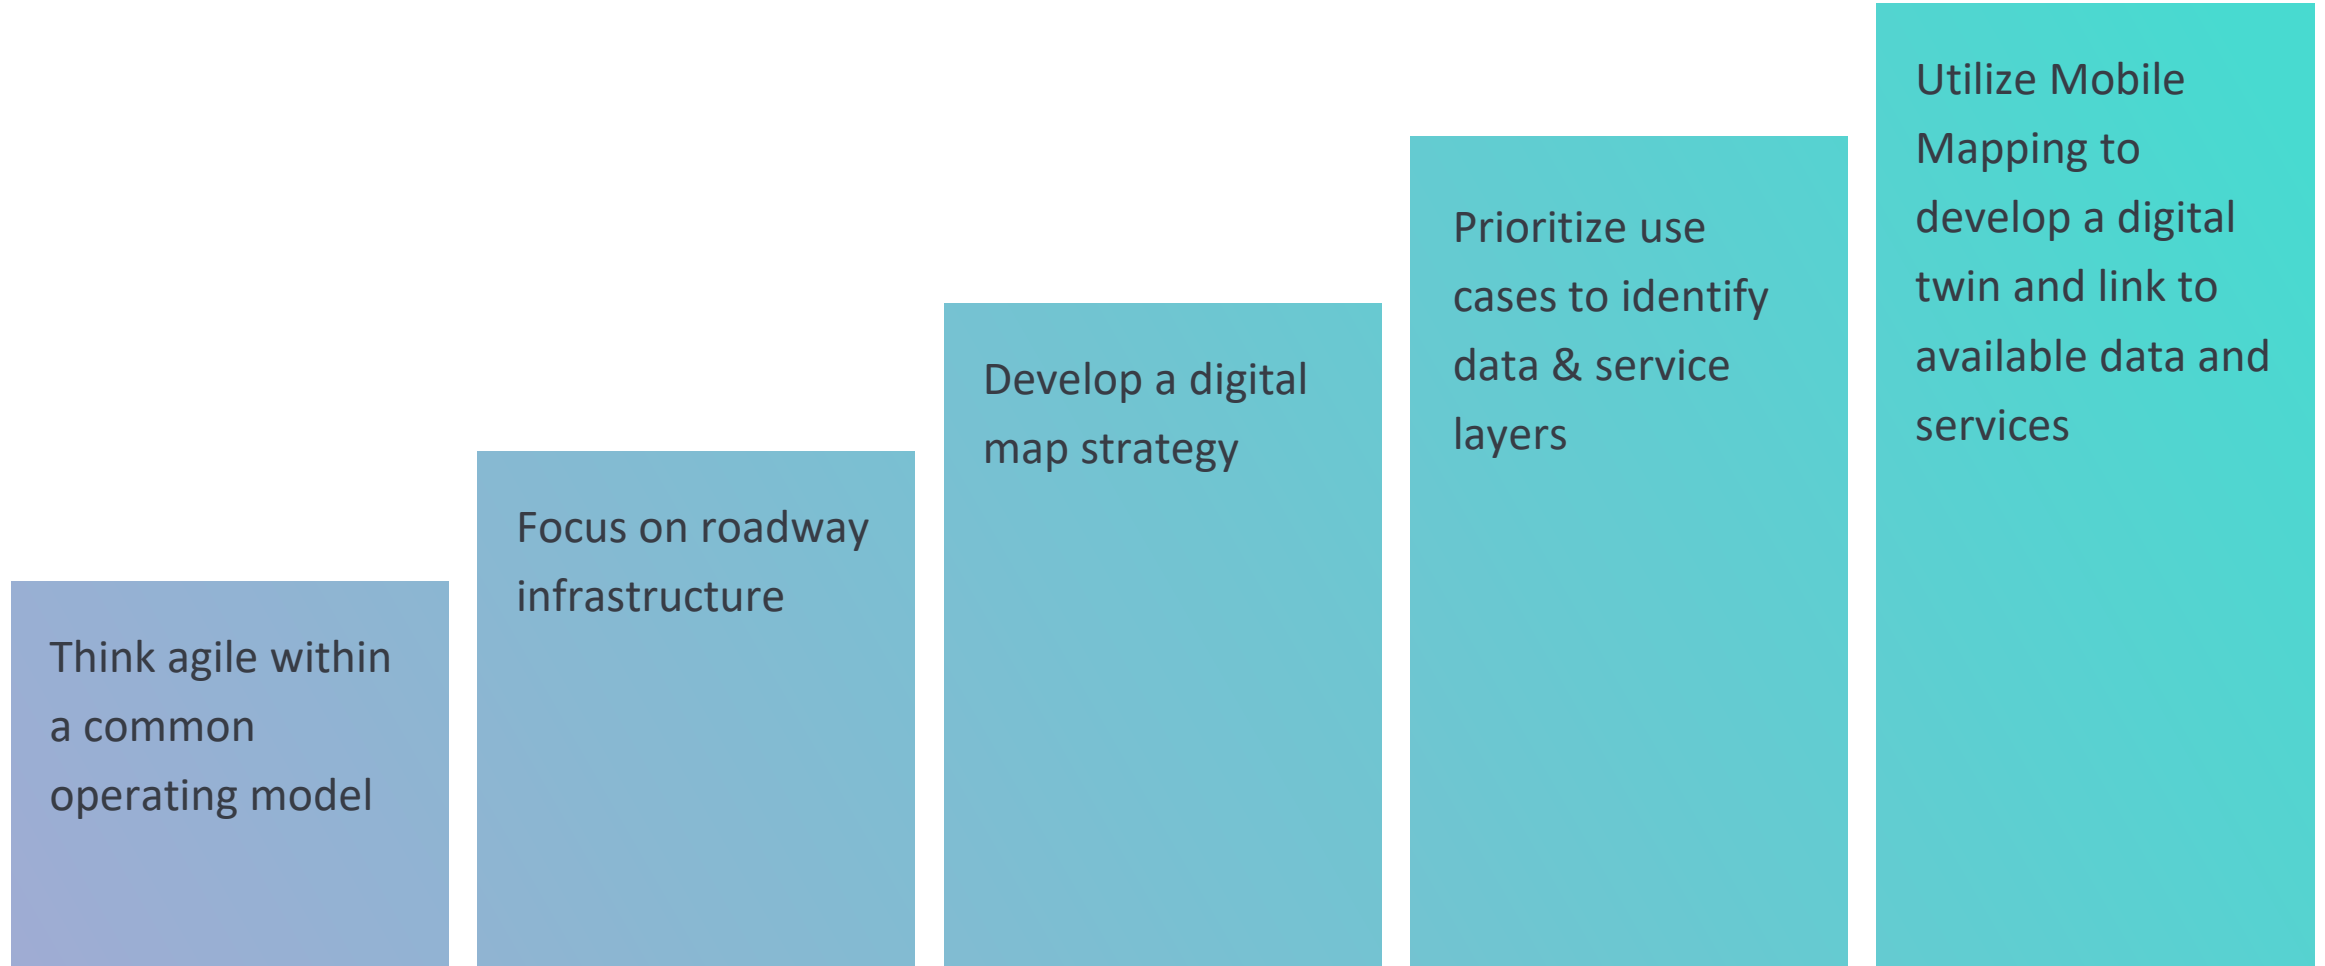 Think agile within
a common
operating model
Focus on roadway
infrastructure
Develop a digital
map strategy
Prioritize use
cases to identify
data & service
layers
Utilize Mobile
Mapping to
develop a digital
twin and link to
available data and
services